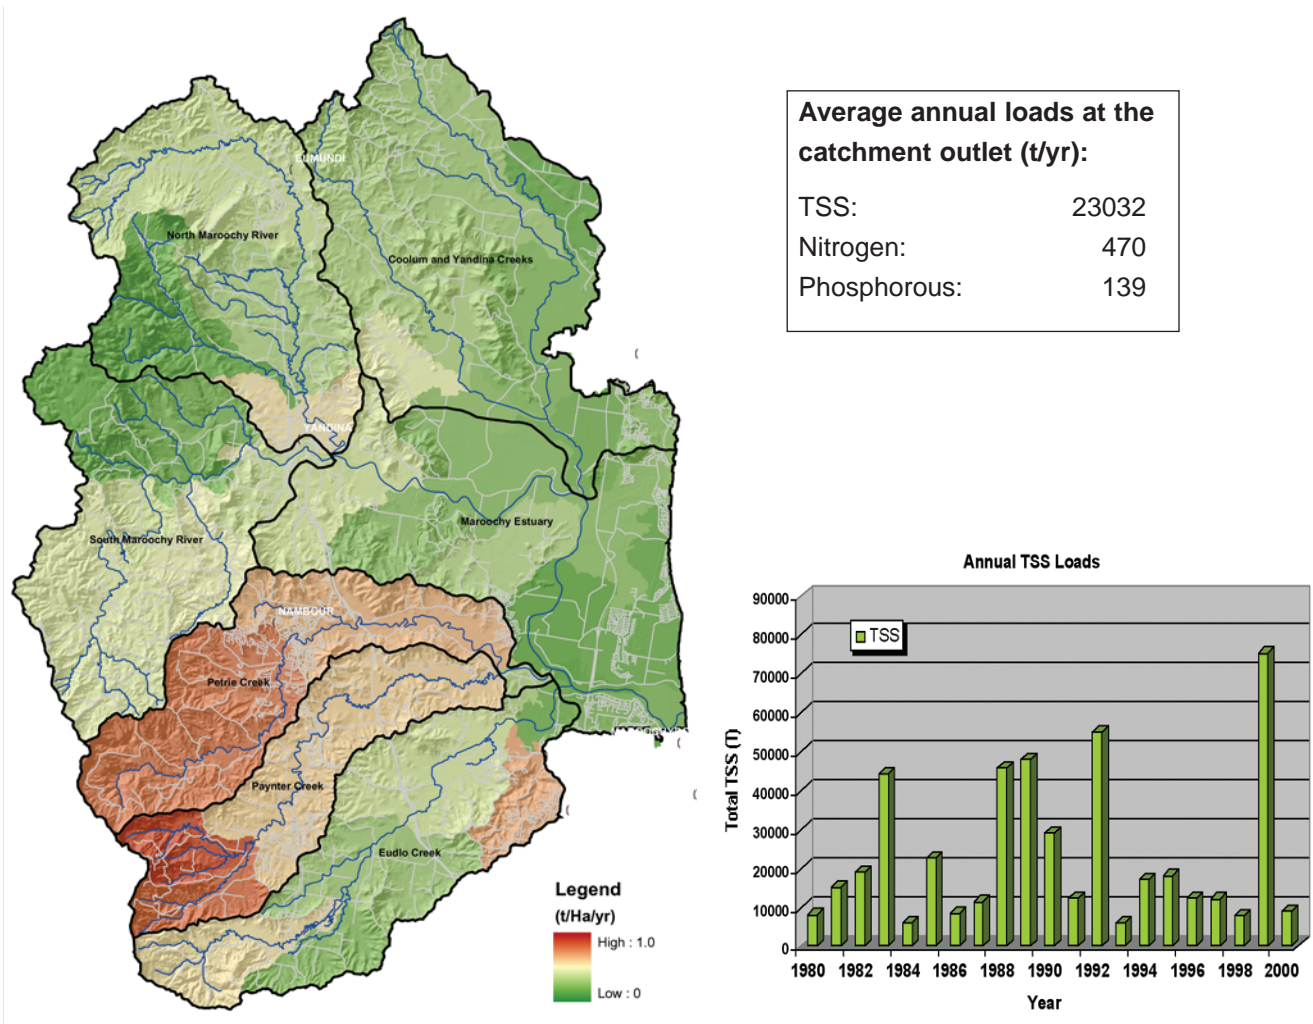 EUMUNDI
North Maroochy River
Coolum and Yandina Creeks
YANDINA
Maroochy Estuary
South Maroochy River
NAMBOUR
Petrie Creek
Paynter Creek
Eudlo Creek
Legend
(t/Ha/yr)
High : 1.0
Low : 0
Average annual loads at the
catchment outlet (t/yr):
TSS: 23032
Nitrogen: 470
Phosphorous: 139
Annual TSS Loads
TSS
Total TSS (T)
90000
80000
70000
60000
50000
40000
30000
20000
10000
0
1980 1982 1984 1986 1988 1990 1992 1994 1996 1998 2000
Year